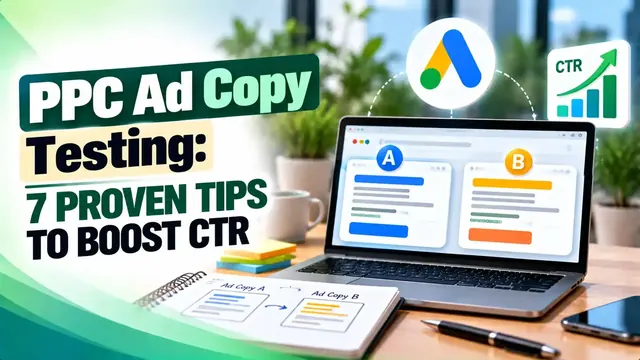 PPC Ad Copy
Testing:
7 PROVEN TIPS
TO BOOST CTR
CTR
A
B
Ad Copy A
Ad Copy B